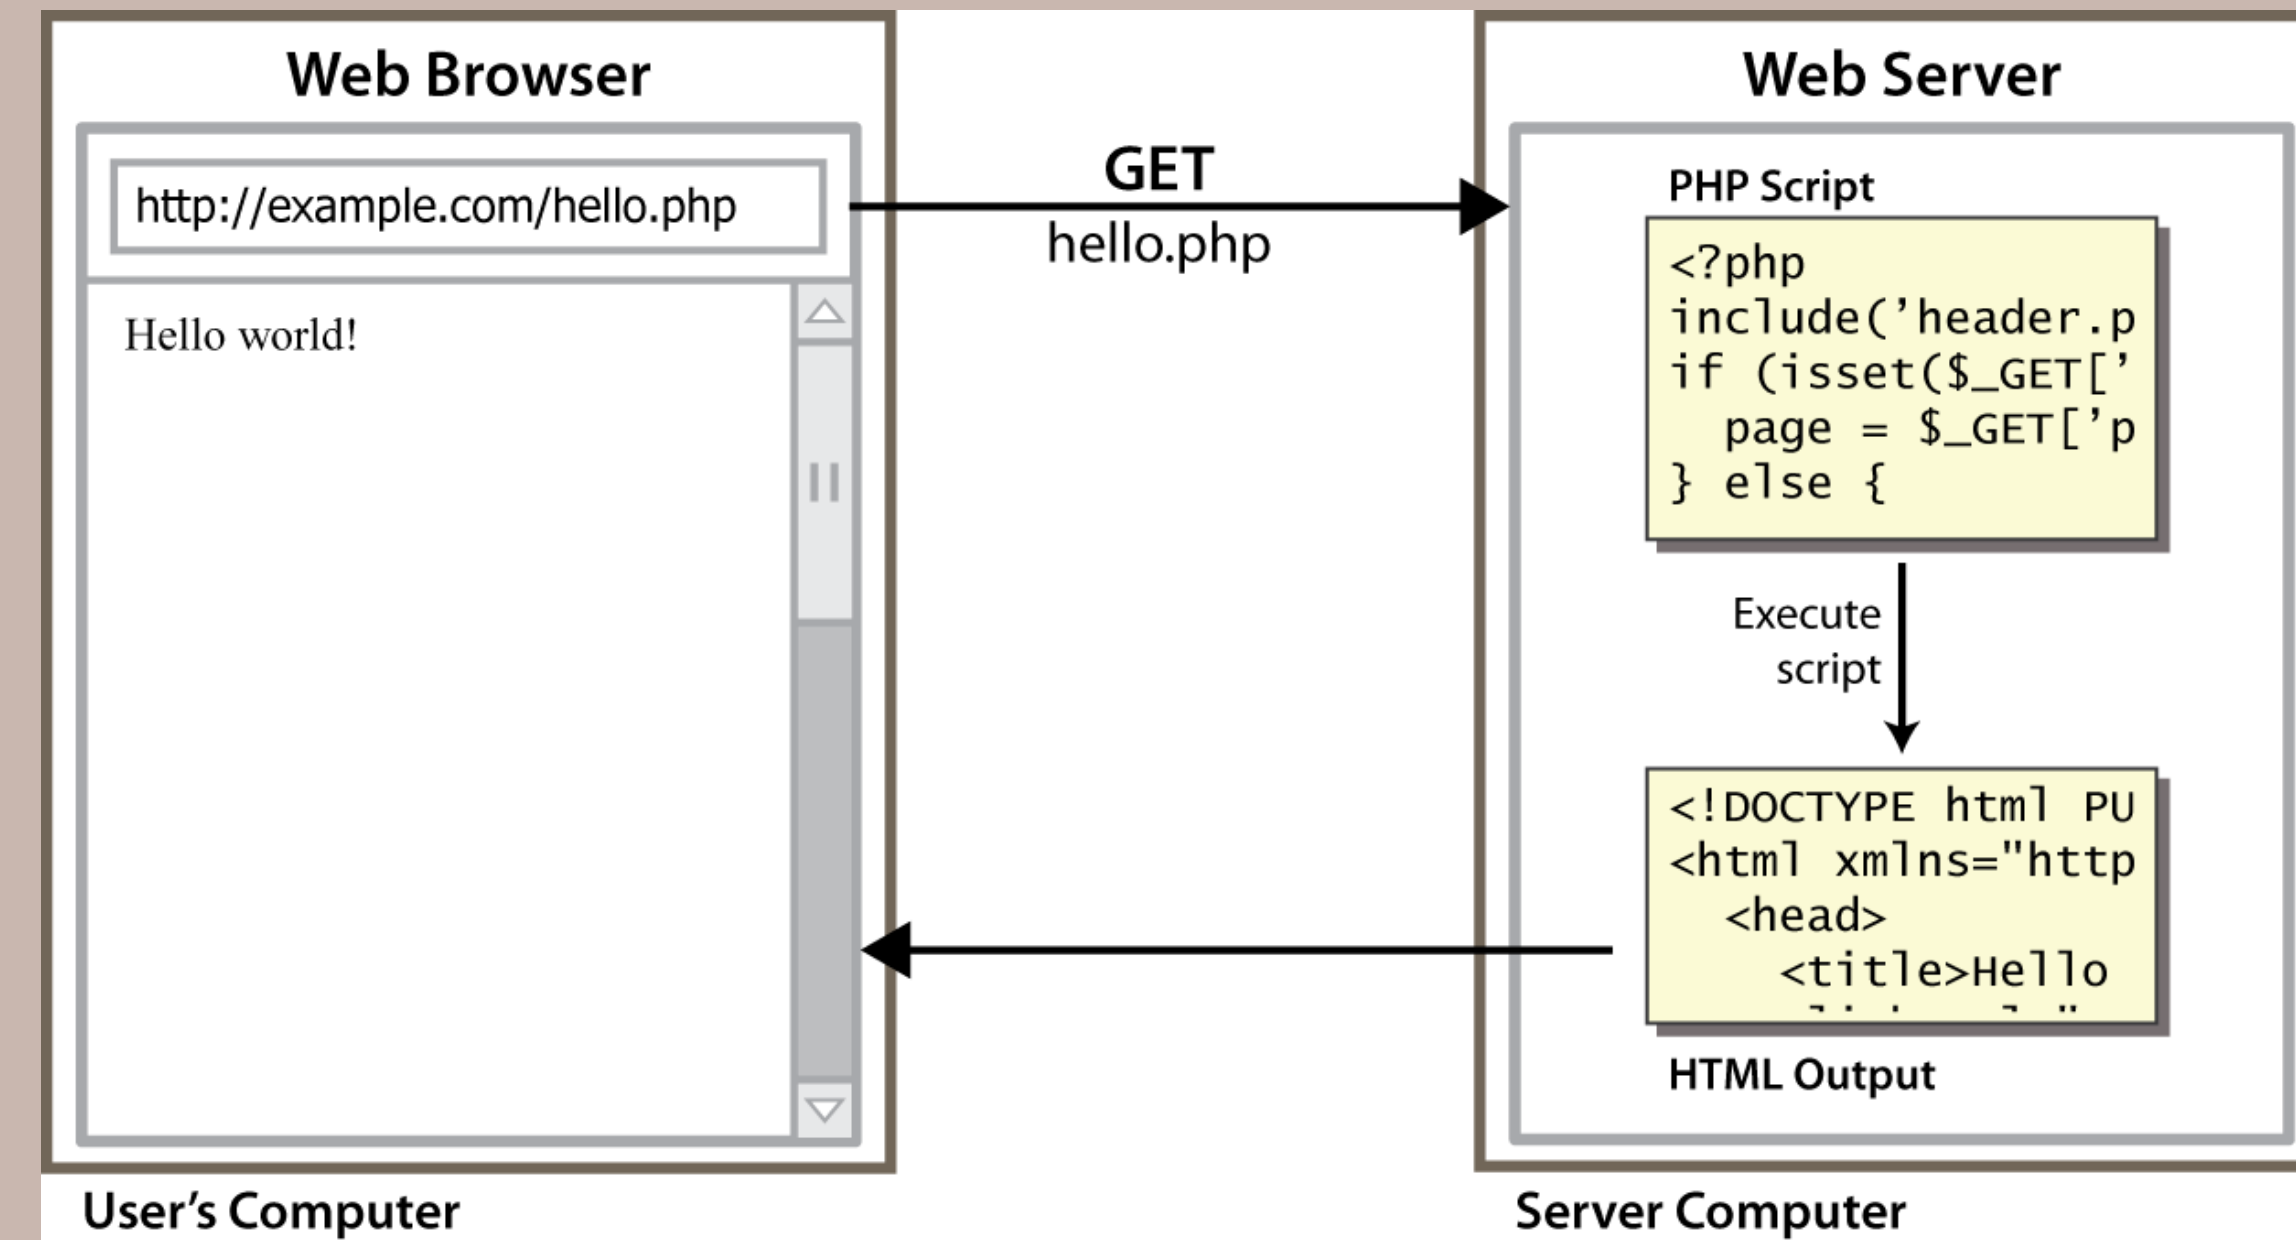 Web Browser
http://example.com/hello.php
Hello world!
User's Computer
GET
hello.php
Web Server
PHP Script
<?php
include('header.p
if (isset($_GET['
  page = $_GET['p
} else {
Execute
script
<!DOCTYPE html PU
<html xmlns="http
  <head>
    <title>Hello
HTML Output
Server Computer